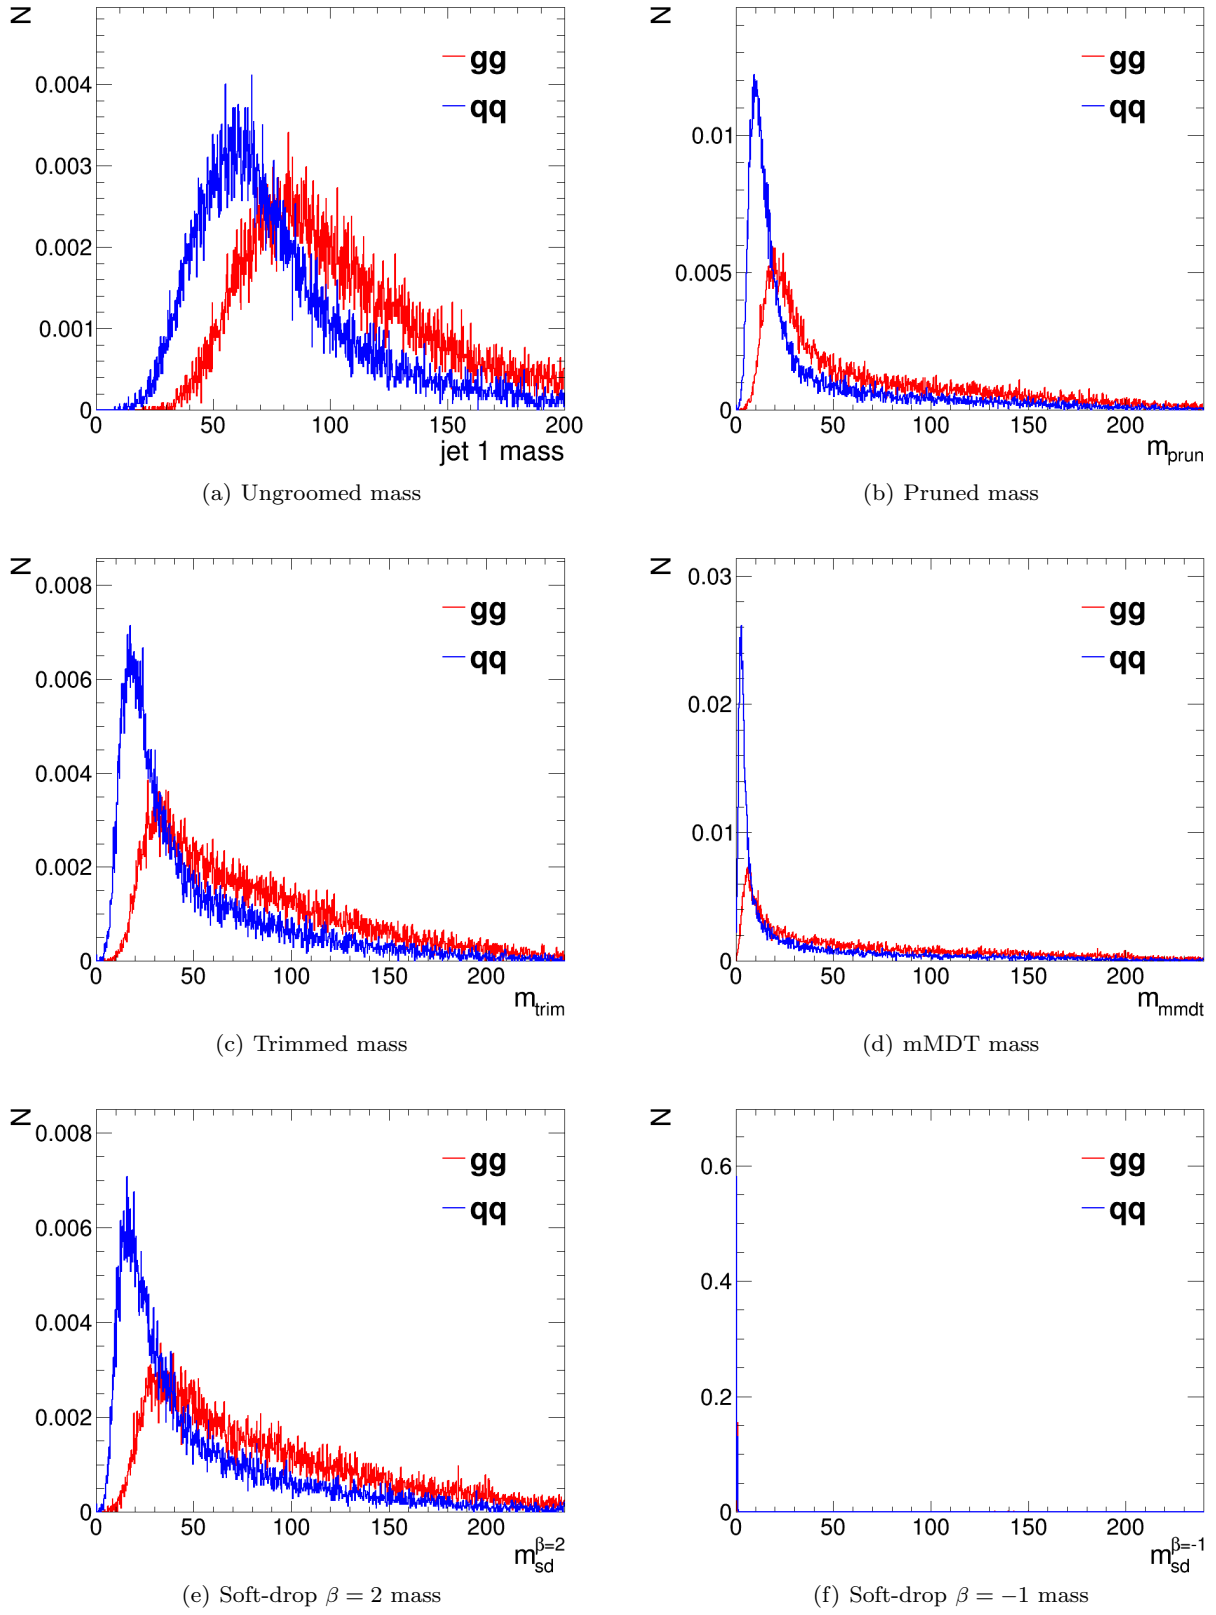 N
gg
qq
0.004
0.003
0.002
0.001
0
0 50 100 150 200
jet 1 mass
(a) Ungroomed mass
N
gg
qq
0.01
0.005
0
0 50 100 150 200
m_prun
(b) Pruned mass
N
gg
qq
0.008
0.006
0.004
0.002
0
0 50 100 150 200
m_trim
(c) Trimmed mass
N
gg
qq
0.03
0.02
0.01
0
0 50 100 150 200
m_mmdt
(d) mMDT mass
N
gg
qq
0.008
0.006
0.004
0.002
0
0 50 100 150 200
m_sd^β=2
(e) Soft-drop β = 2 mass
N
gg
qq
0.6
0.4
0.2
0
0 50 100 150 200
m_sd^β=-1
(f) Soft-drop β = −1 mass